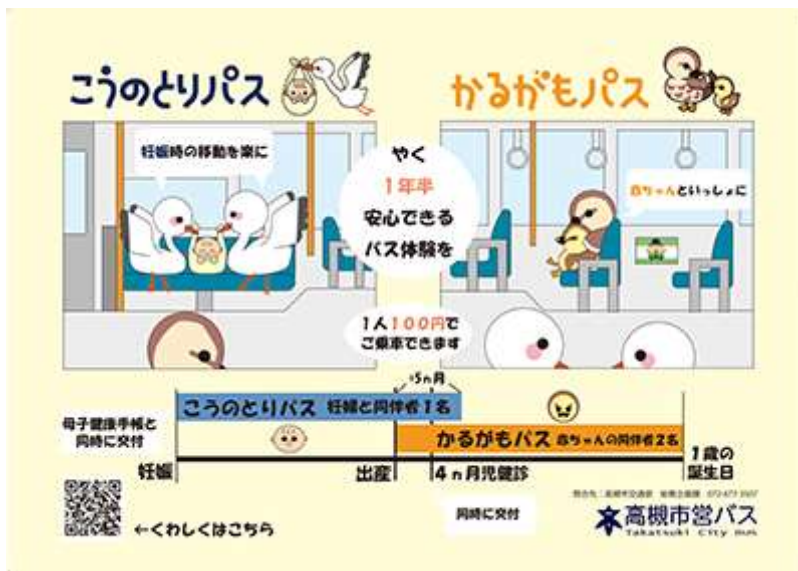 こうのとりパス
かるがもパス
妊娠時の移動を楽に
やく
1年半
安心できる
バス体験を
赤ちゃんといっしょに
1人100円で
ご乗車できます
母子健康手帳と
同時に交付
こうのとりパス 妊婦と同伴者1名
かるがもパス 赤ちゃんの同伴者2名
妊娠
出産
4ヵ月児健診
1歳の
誕生日
同時に交付
←くわしくはこちら
高槻市営バス
Takatsuki City Bus